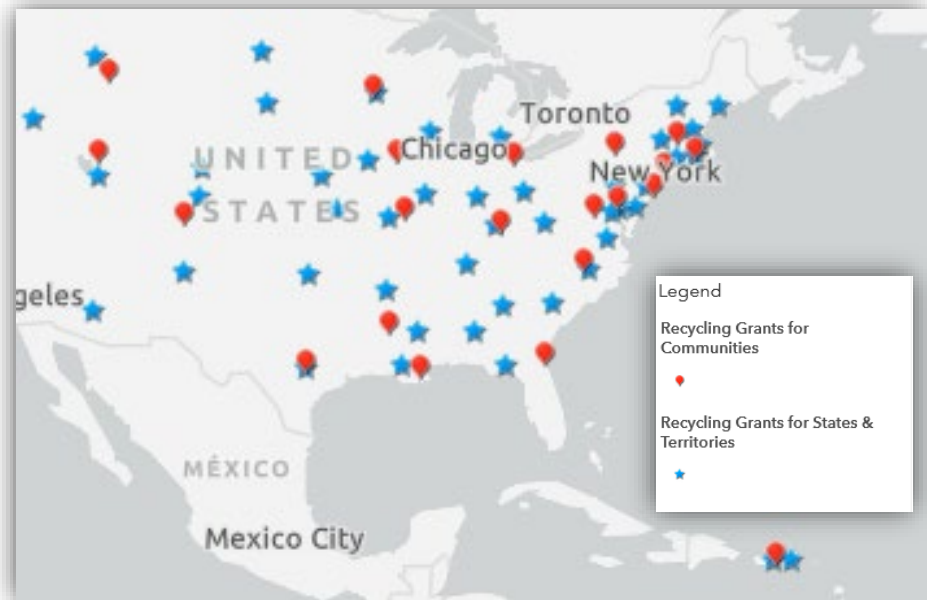 Toronto
UNITED
Chicago
New York
STATES
geles
Legend
Recycling Grants for
Communities
Recycling Grants for States &
Territories
MÉXICO
Mexico City